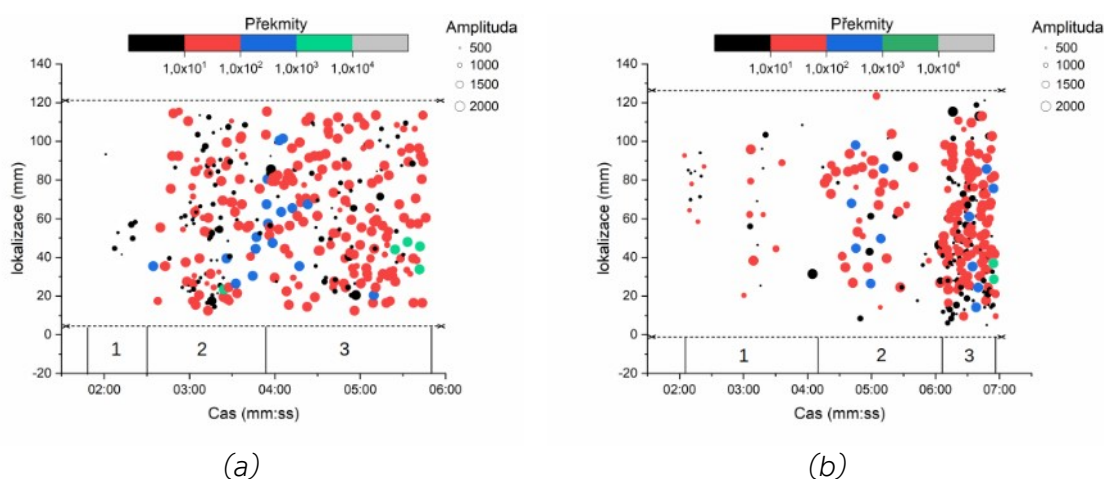 Překmity
1,0x10¹ 1,0x10² 1,0x10³ 1,0x10⁴
Amplituda
500
1000
1500
2000
lokalizace (mm)
140
120
100
80
60
40
20
0
-20
1 2 3
02:00 03:00 04:00 05:00 06:00
Cas (mm:ss)
(a)
Překmity
1,0x10¹ 1,0x10² 1,0x10³ 1,0x10⁴
Amplituda
500
1000
1500
2000
lokalizace (mm)
140
120
100
80
60
40
20
0
-20
1 2 3
02:00 03:00 04:00 05:00 06:00 07:00
Cas (mm:ss)
(b)